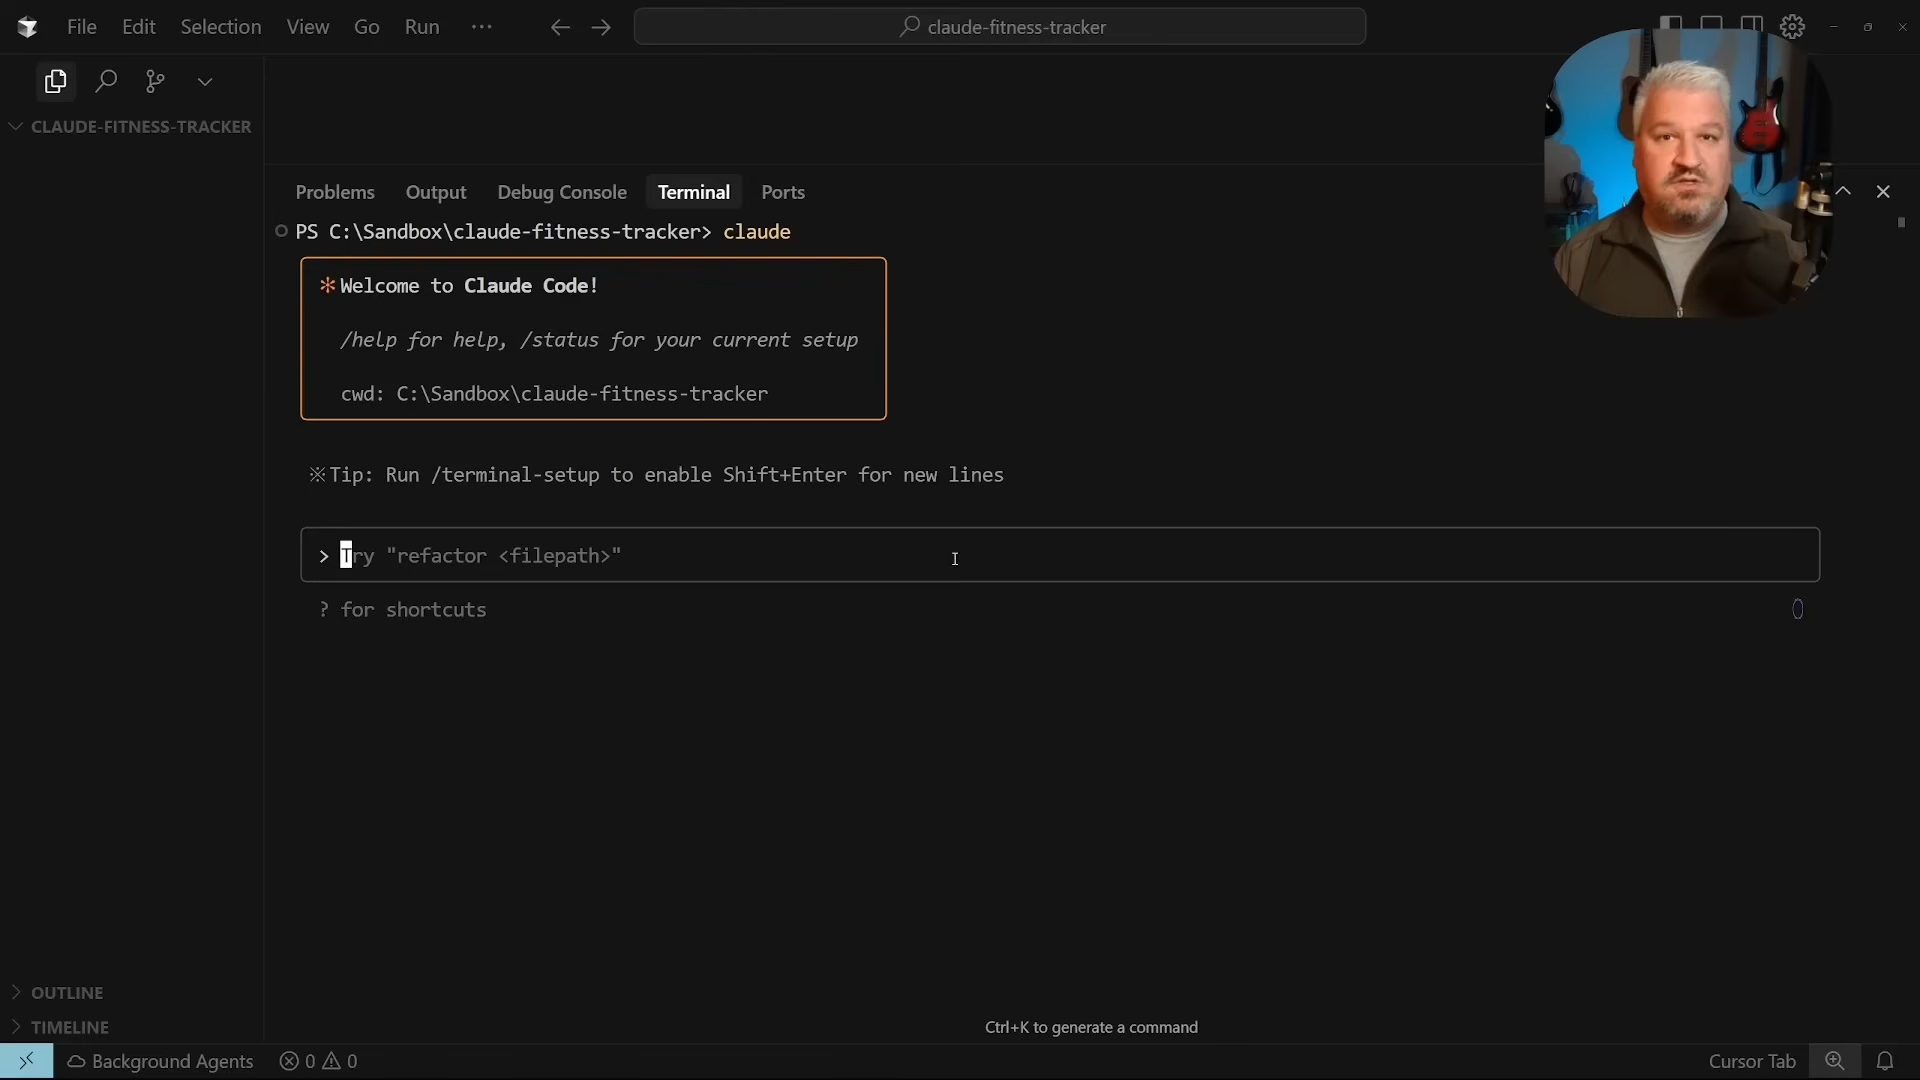 File Edit Selection View Go Run ···
claude-fitness-tracker
CLAUDE-FITNESS-TRACKER
Problems Output Debug Console Terminal Ports
PS C:\Sandbox\claude-fitness-tracker> claude
✻ Welcome to Claude Code!
/help for help, /status for your current setup
cwd: C:\Sandbox\claude-fitness-tracker
※ Tip: Run /terminal-setup to enable Shift+Enter for new lines
> Try "refactor <filepath>"
? for shortcuts
OUTLINE
TIMELINE
Ctrl+K to generate a command
Background Agents 0 0
Cursor Tab